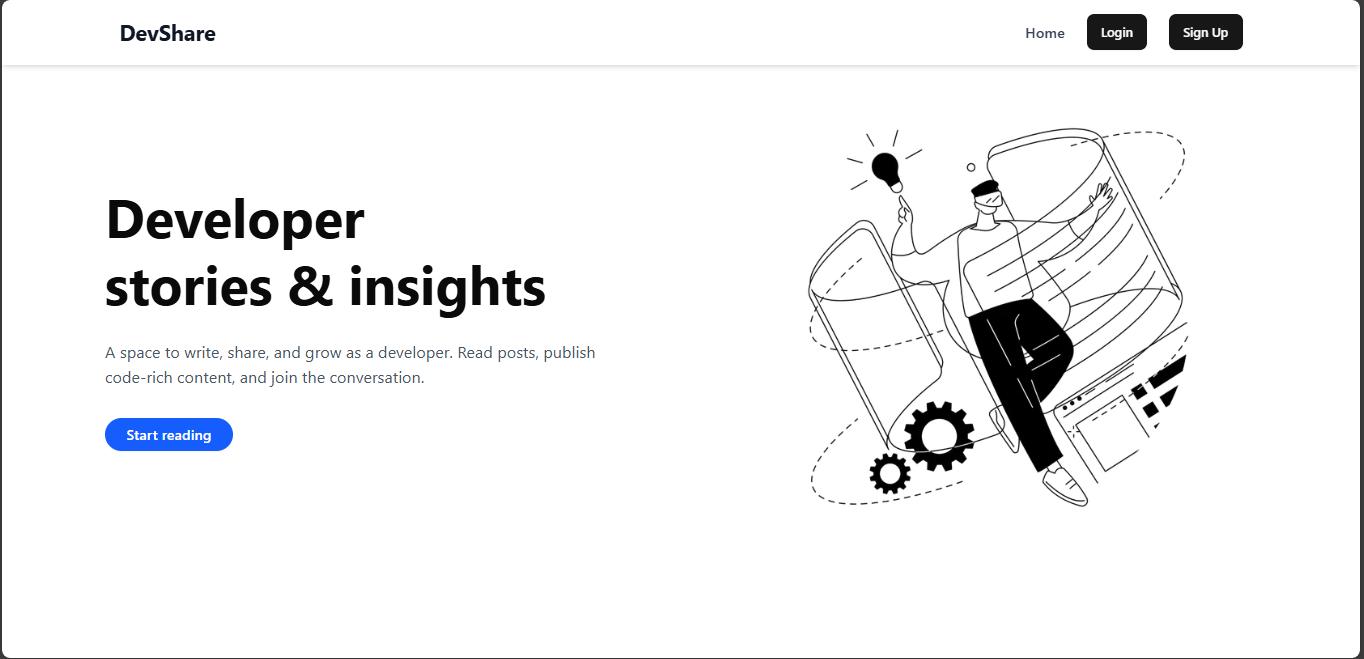 DevShare
Home
Login
Sign Up
Developer
stories & insights
A space to write, share, and grow as a developer. Read posts, publish
code-rich content, and join the conversation.
Start reading